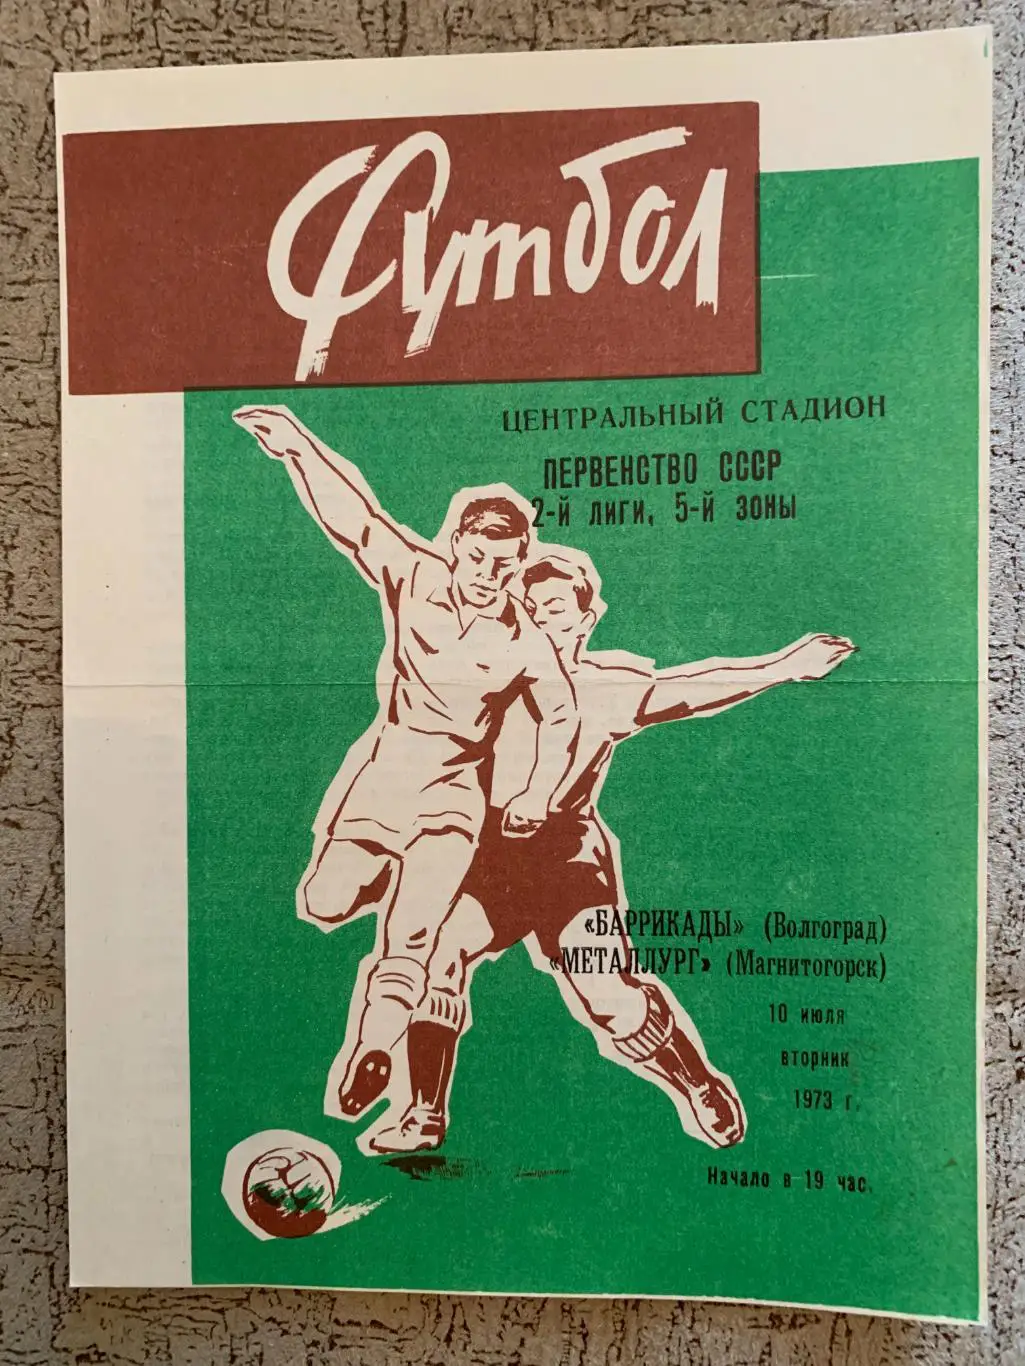 Футбол
ЦЕНТРАЛЬНЫЙ СТАДИОН
ПЕРВЕНСТВО СССР
2-й ЛИГИ, 5-й ЗОНЫ
«БАРРИКАДЫ» (Волгоград)
«МЕТАЛЛУРГ» (Магнитогорск)
10 июля
вторник
1973 г.
Начало в 19 час.